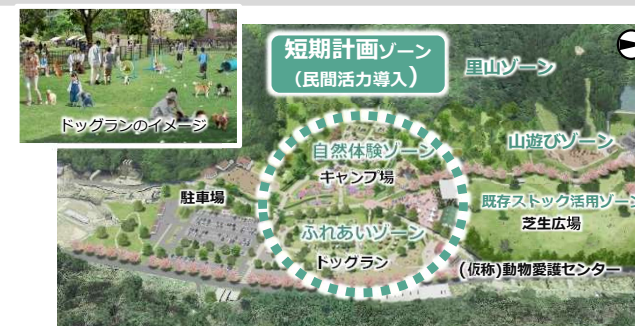 ドッグランのイメージ
短期計画ゾーン
(民間活力導入)
里山ゾーン
山遊びゾーン
自然体験ゾーン
キャンプ場
駐車場
既存ストック活用ゾーン
芝生広場
ふれあいゾーン
ドッグラン
(仮称)動物愛護センター